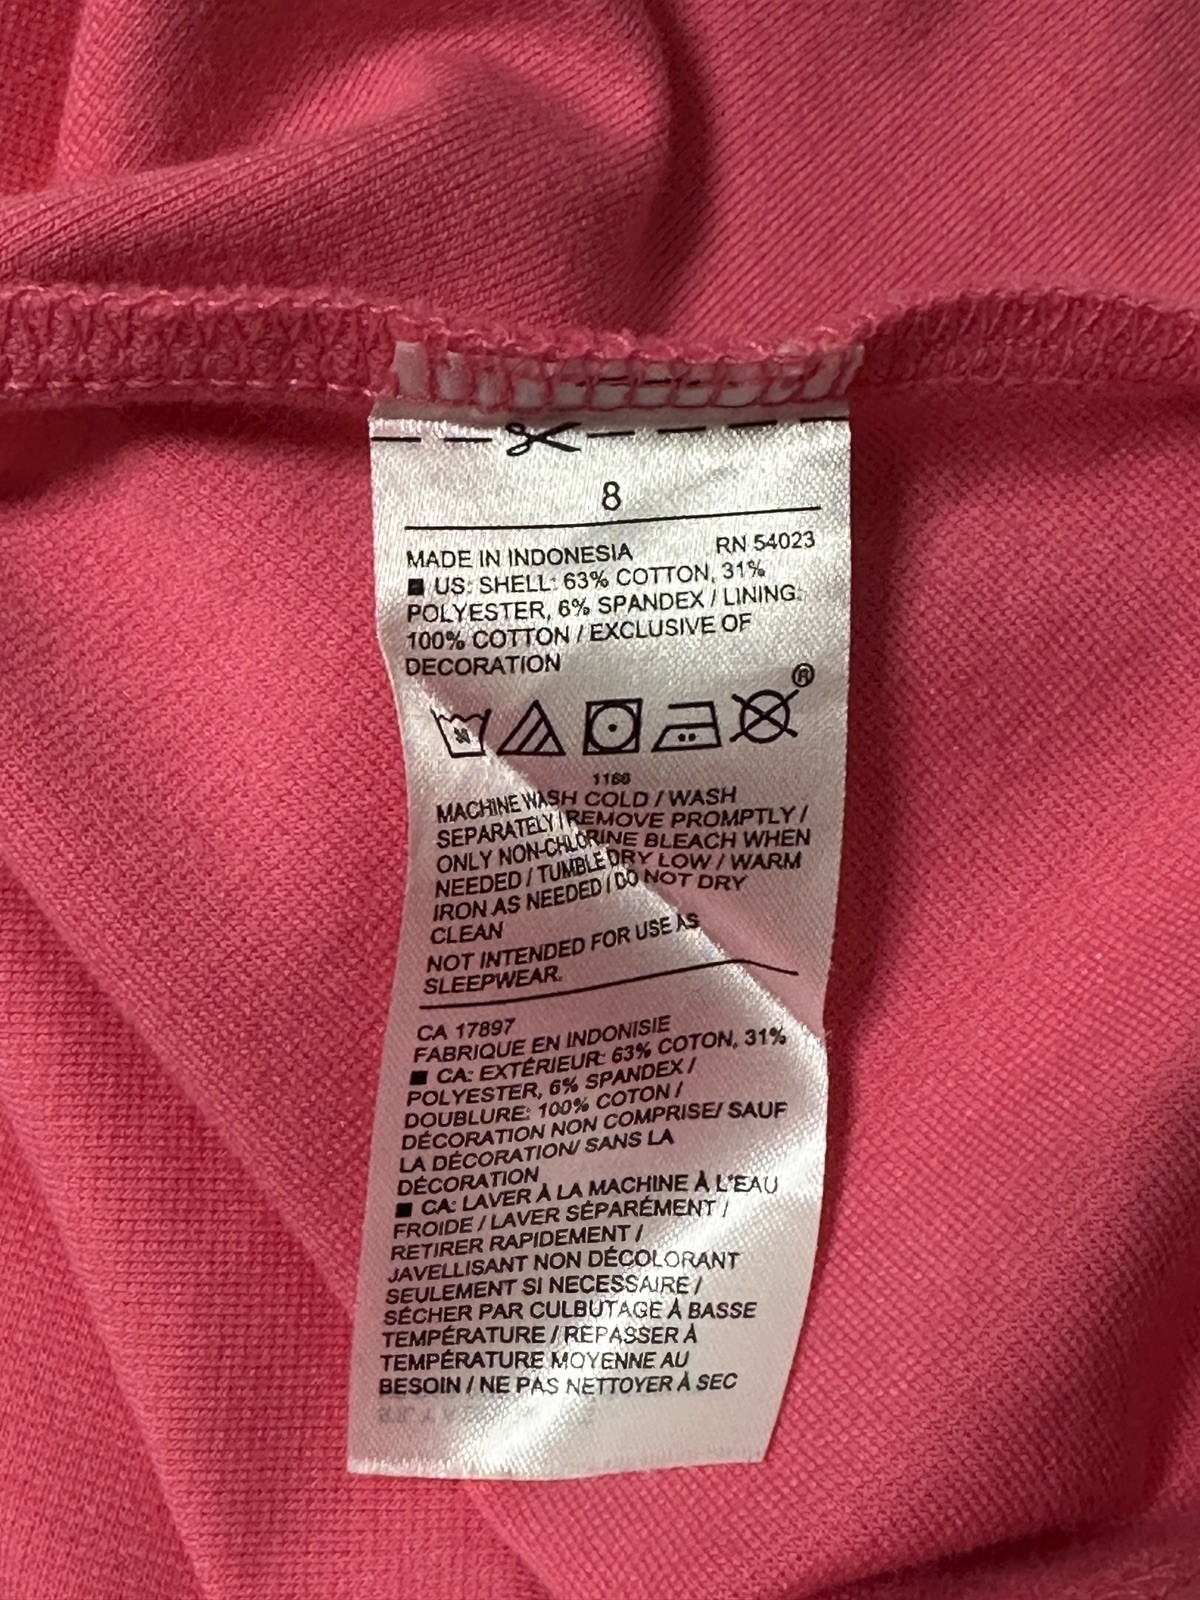 8
MADE IN INDONESIA RN 54023
■ US: SHELL: 63% COTTON, 31%
POLYESTER, 6% SPANDEX / LINING:
100% COTTON / EXCLUSIVE OF
DECORATION
®
30
1166
MACHINE WASH COLD / WASH
SEPARATELY / REMOVE PROMPTLY /
ONLY NON-CHLORINE BLEACH WHEN
NEEDED / TUMBLE DRY LOW / WARM
IRON AS NEEDED / DO NOT DRY
CLEAN
NOT INTENDED FOR USE AS
SLEEPWEAR.
CA 17897
FABRIQUE EN INDONISIE
■ CA: EXTÉRIEUR: 63% COTON, 31%
POLYESTER, 6% SPANDEX /
DOUBLURE: 100% COTON /
DÉCORATION NON COMPRISE/ SAUF
LA DÉCORATION/ SANS LA
DÉCORATION
■ CA: LAVER À LA MACHINE À L'EAU
FROIDE / LAVER SÉPARÉMENT /
RETIRER RAPIDEMENT /
JAVELLISANT NON DÉCOLORANT
SEULEMENT SI NECESSAIRE /
SÉCHER PAR CULBUTAGE À BASSE
TEMPÉRATURE / REPASSER À
TEMPÉRATURE MOYENNE AU
BESOIN / NE PAS NETTOYER À SEC